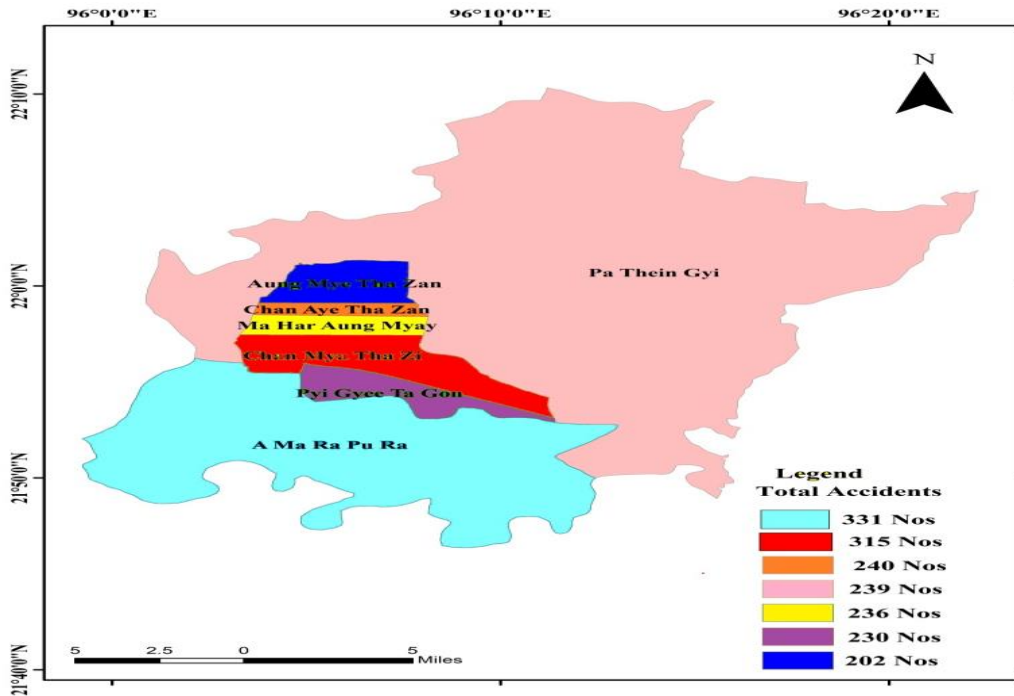 96°0'0"E 96°10'0"E 96°20'0"E
N
22°10'0"N
Pa Thein Gyi
22°0'0"N
Aung Mye Tha Zan
Chan Aye Tha Zan
Ma Har Aung Myay
Chan Mya Tha Zi
Pyi Gyee Ta Gon
A Ma Ra Pu Ra
21°50'0"N
Legend
Total Accidents
331 Nos
315 Nos
240 Nos
239 Nos
236 Nos
230 Nos
202 Nos
5 2.5 0 5 Miles
21°40'0"N